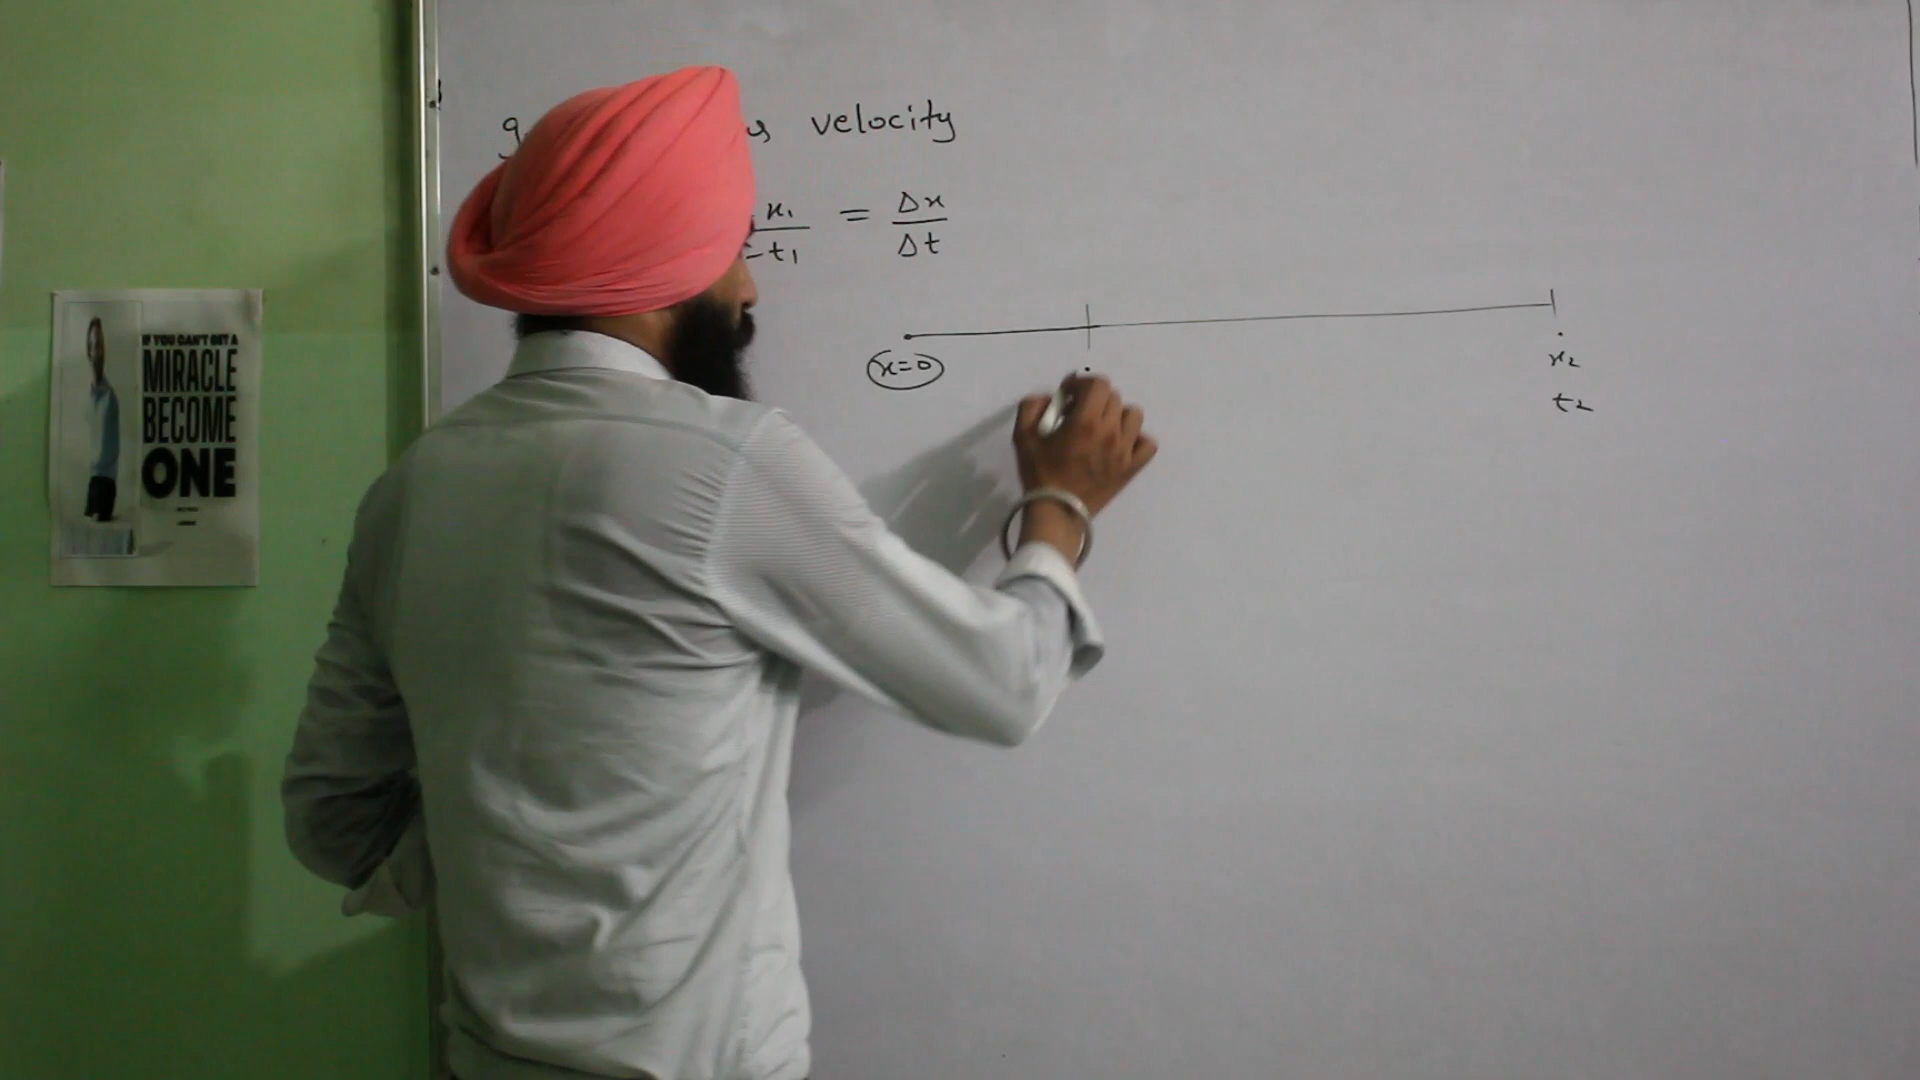 velocity
x₁ / - t₁ = Δx / Δt
x=0
x₂
t₂
IF YOU CAN'T GET A
MIRACLE
BECOME
ONE